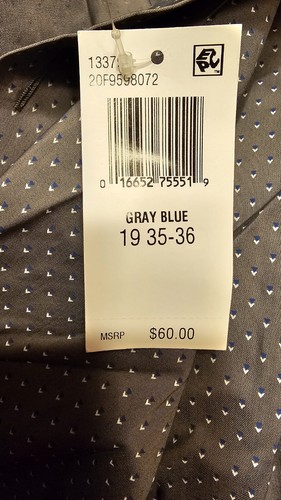 20F9598072
0 16652 75551 9
GRAY BLUE
19 35-36
MSRP $60.00